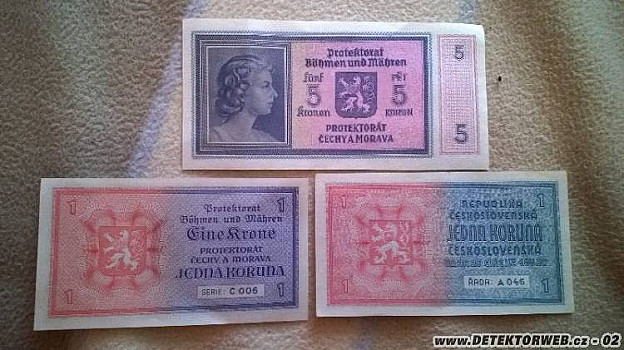 Protektorat
Böhmen und Mähren
fünf
pět
5
5
Kronen
KORUN
PROTEKTORÁT
ČECHY A MORAVA
5
5
1
1
Protektorat
Böhmen und Mähren
Eine Krone
PROTEKTORÁT
ČECHY A MORAVA
JEDNA KORUNA
SERIE: C 006
1
1
1
1
REPUBLIKA
ČESKOSLOVENSKÁ
JEDNA KORUNA
ČESKOSLOVENSKÁ
ŘADA: A 046
1
1
www.DETEKTORWEB.cz - 02